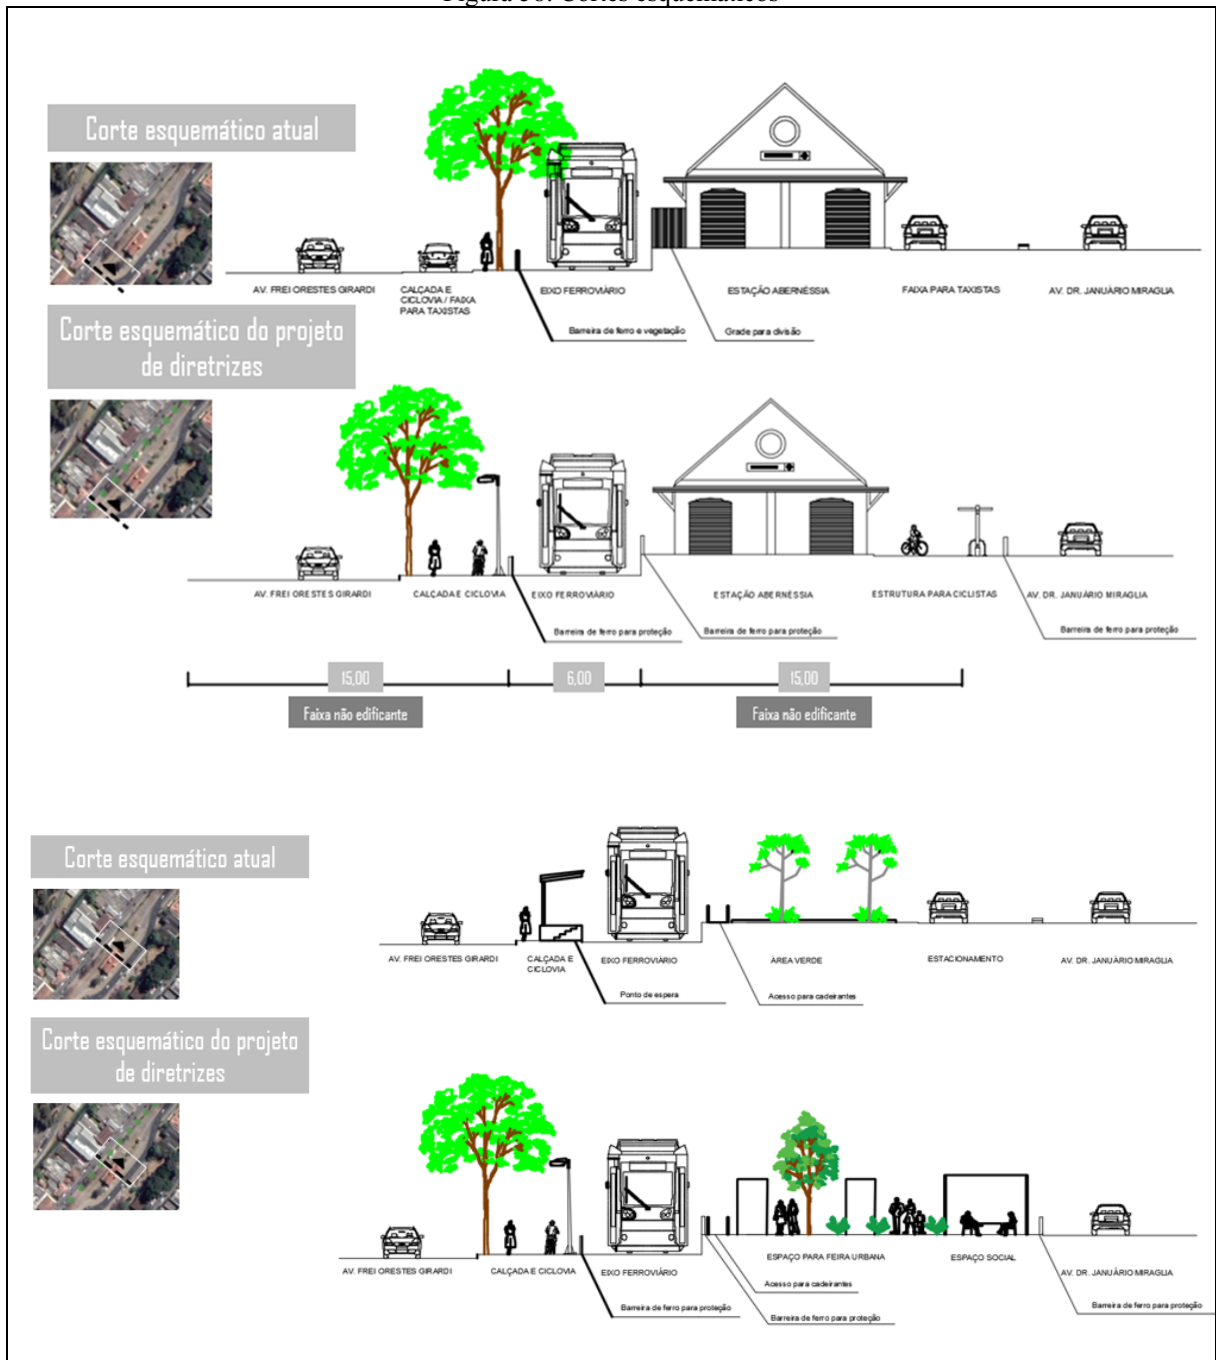 Corte esquemático atual
AV. FREI ORESTES GIRARDI
CALÇADA E
CICLOVIA / FAIXA
PARA TAXISTAS
EIXO FERROVIÁRIO
ESTAÇÃO ABERNÉSSIA
FAIXA PARA TAXISTAS
AV. DR. JANUÁRIO MIRAGLIA
Barreira de ferro e vegetação
Grade para divisão
Corte esquemático do projeto
de diretrizes
AV. FREI ORESTES GIRARDI
CALÇADA E CICLOVIA
EIXO FERROVIÁRIO
ESTAÇÃO ABERNÉSSIA
ESTRUTURA PARA CICLISTAS
AV. DR. JANUÁRIO MIRAGLIA
Barreira de ferro para proteção
Barreira de ferro para proteção
Barreira de ferro para proteção
15,00
6,00
15,00
Faixa não edificante
Faixa não edificante
Corte esquemático atual
AV. FREI ORESTES GIRARDI
CALÇADA E
CICLOVIA
EIXO FERROVIÁRIO
ÁREA VERDE
ESTACIONAMENTO
AV. DR. JANUÁRIO MIRAGLIA
Ponto de espera
Acesso para cadeirantes
Corte esquemático do projeto
de diretrizes
AV. FREI ORESTES GIRARDI
CALÇADA E CICLOVIA
EIXO FERROVIÁRIO
ESPAÇO PARA FEIRA URBANA
ESPAÇO SOCIAL
AV. DR. JANUÁRIO MIRAGLIA
Acesso para cadeirantes
Barreira de ferro para proteção
Barreira de ferro para proteção
Barreira de ferro para proteção